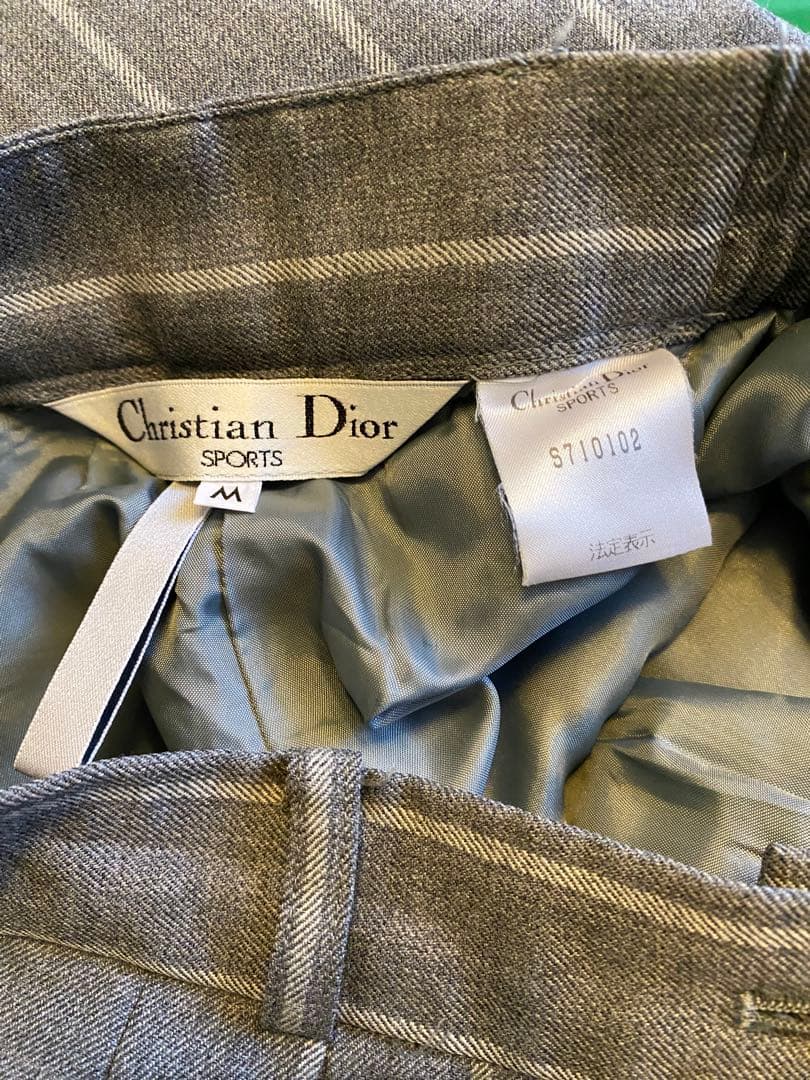 Christian Dior
SPORTS
M
Christian Dior
SPORTS
S710102
法定表示